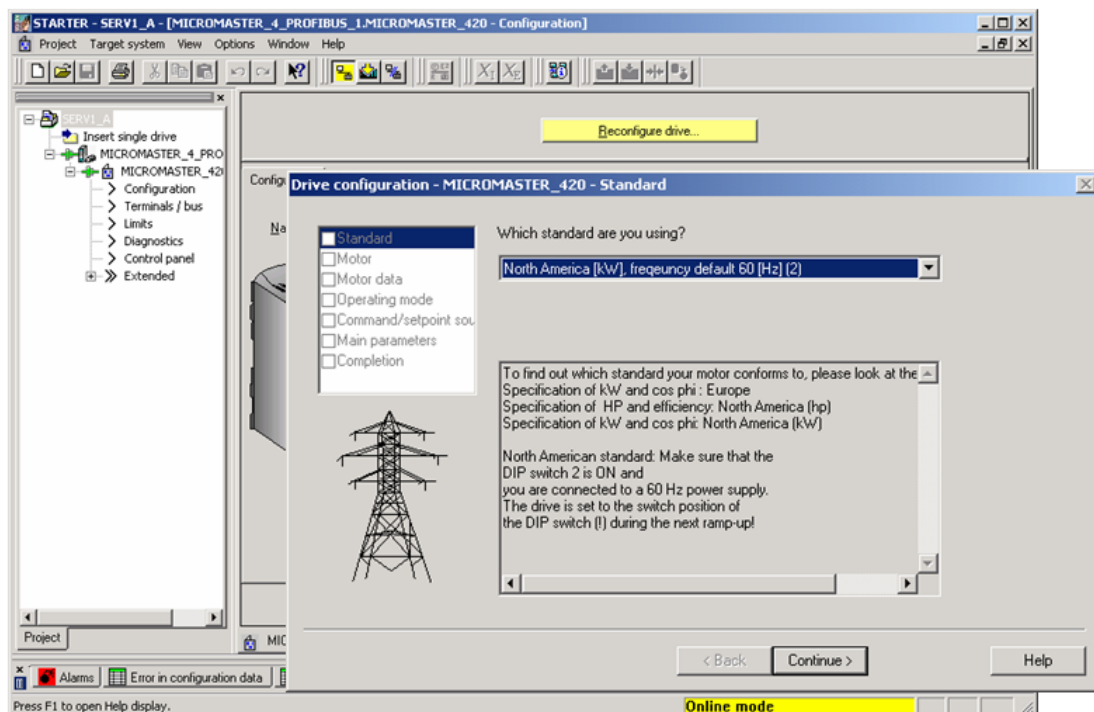 STARTER - SERV1_A - [MICROMASTER_4_PROFIBUS_1.MICROMASTER_420 - Configuration]
Project Target system View Options Window Help
Reconfigure drive...
SERV1_A
Insert single drive
MICROMASTER_4_PRO
MICROMASTER_420
Configuration
Terminals / bus
Limits
Diagnostics
Control panel
Extended
Project
Configu
Na
MIC
Drive configuration - MICROMASTER_420 - Standard
Standard
Motor
Motor data
Operating mode
Command/setpoint sou
Main parameters
Completion
Which standard are you using?
North America [kW], freqeuncy default 60 [Hz] (2)
To find out which standard your motor conforms to, please look at the
Specification of kW and cos phi : Europe
Specification of HP and efficiency: North America (hp)
Specification of kW and cos phi: North America (kW)
North American standard: Make sure that the
DIP switch 2 is ON and
you are connected to a 60 Hz power supply.
The drive is set to the switch position of
the DIP switch (!) during the next ramp-up!
< Back Continue > Help
Alarms Error in configuration data
Press F1 to open Help display. Online mode